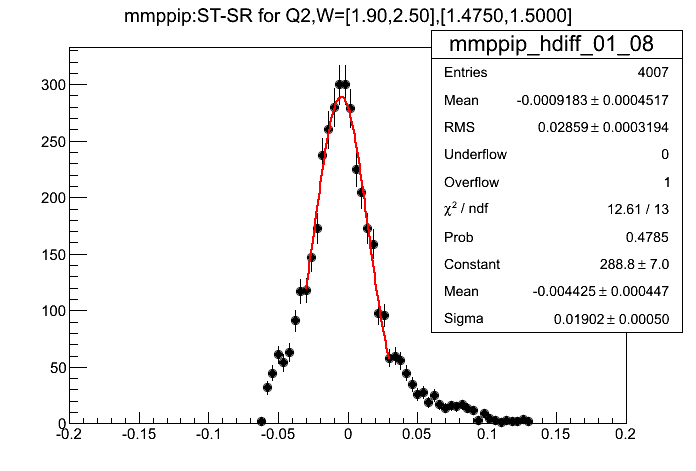 mmppip:ST-SR for Q2,W=[1.90,2.50],[1.4750,1.5000]
mmppip_hdiff_01_08
Entries 4007
Mean -0.0009183 ± 0.0004517
RMS 0.02859 ± 0.0003194
Underflow 0
Overflow 1
χ² / ndf 12.61 / 13
Prob 0.4785
Constant 288.8 ± 7.0
Mean -0.004425 ± 0.000447
Sigma 0.01902 ± 0.00050
300
250
200
150
100
50
0
-0.2 -0.15 -0.1 -0.05 0 0.05 0.1 0.15 0.2